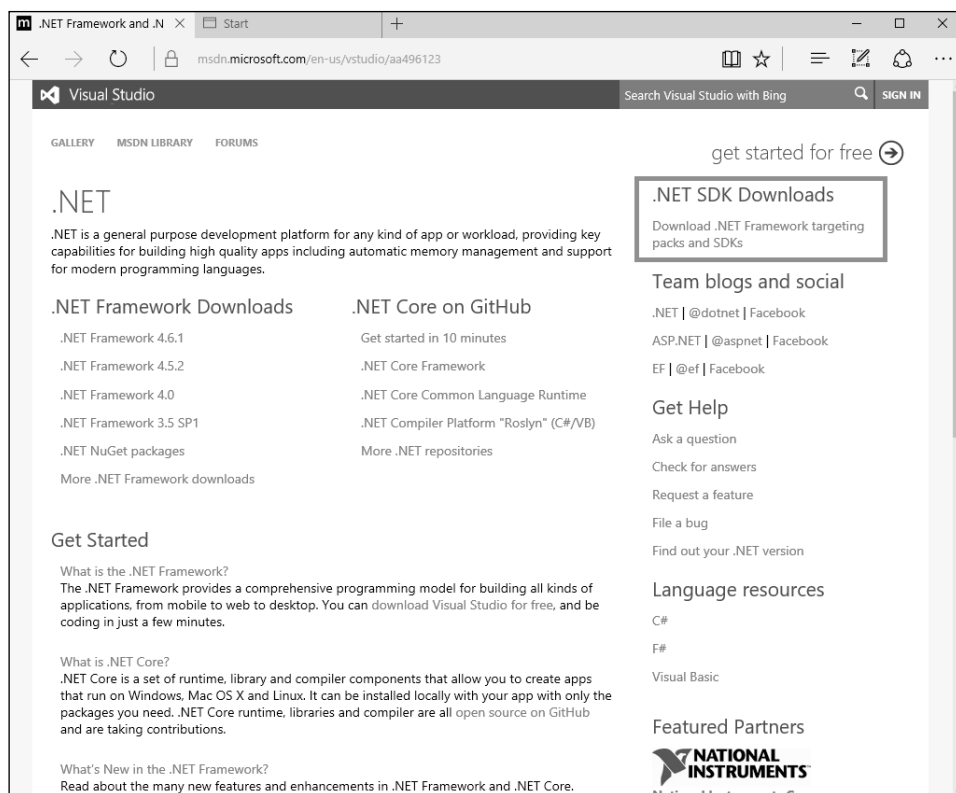 m .NET Framework and .N
Start
msdn.microsoft.com/en-us/vstudio/aa496123
Visual Studio
Search Visual Studio with Bing
SIGN IN
GALLERY MSDN LIBRARY FORUMS
get started for free
.NET
.NET is a general purpose development platform for any kind of app or workload, providing key
capabilities for building high quality apps including automatic memory management and support
for modern programming languages.
.NET Framework Downloads
.NET Framework 4.6.1
.NET Framework 4.5.2
.NET Framework 4.0
.NET Framework 3.5 SP1
.NET NuGet packages
More .NET Framework downloads
.NET Core on GitHub
Get started in 10 minutes
.NET Core Framework
.NET Core Common Language Runtime
.NET Compiler Platform "Roslyn" (C#/VB)
More .NET repositories
Get Started
What is the .NET Framework?
The .NET Framework provides a comprehensive programming model for building all kinds of
applications, from mobile to web to desktop. You can download Visual Studio for free, and be
coding in just a few minutes.
What is .NET Core?
.NET Core is a set of runtime, library and compiler components that allow you to create apps
that run on Windows, Mac OS X and Linux. It can be installed locally with your app with only the
packages you need. .NET Core runtime, libraries and compiler are all open source on GitHub
and are taking contributions.
What's New in the .NET Framework?
Read about the many new features and enhancements in .NET Framework and .NET Core.
.NET SDK Downloads
Download .NET Framework targeting
packs and SDKs
Team blogs and social
.NET | @dotnet | Facebook
ASP.NET | @aspnet | Facebook
EF | @ef | Facebook
Get Help
Ask a question
Check for answers
Request a feature
File a bug
Find out your .NET version
Language resources
C#
F#
Visual Basic
Featured Partners
NATIONAL
INSTRUMENTS